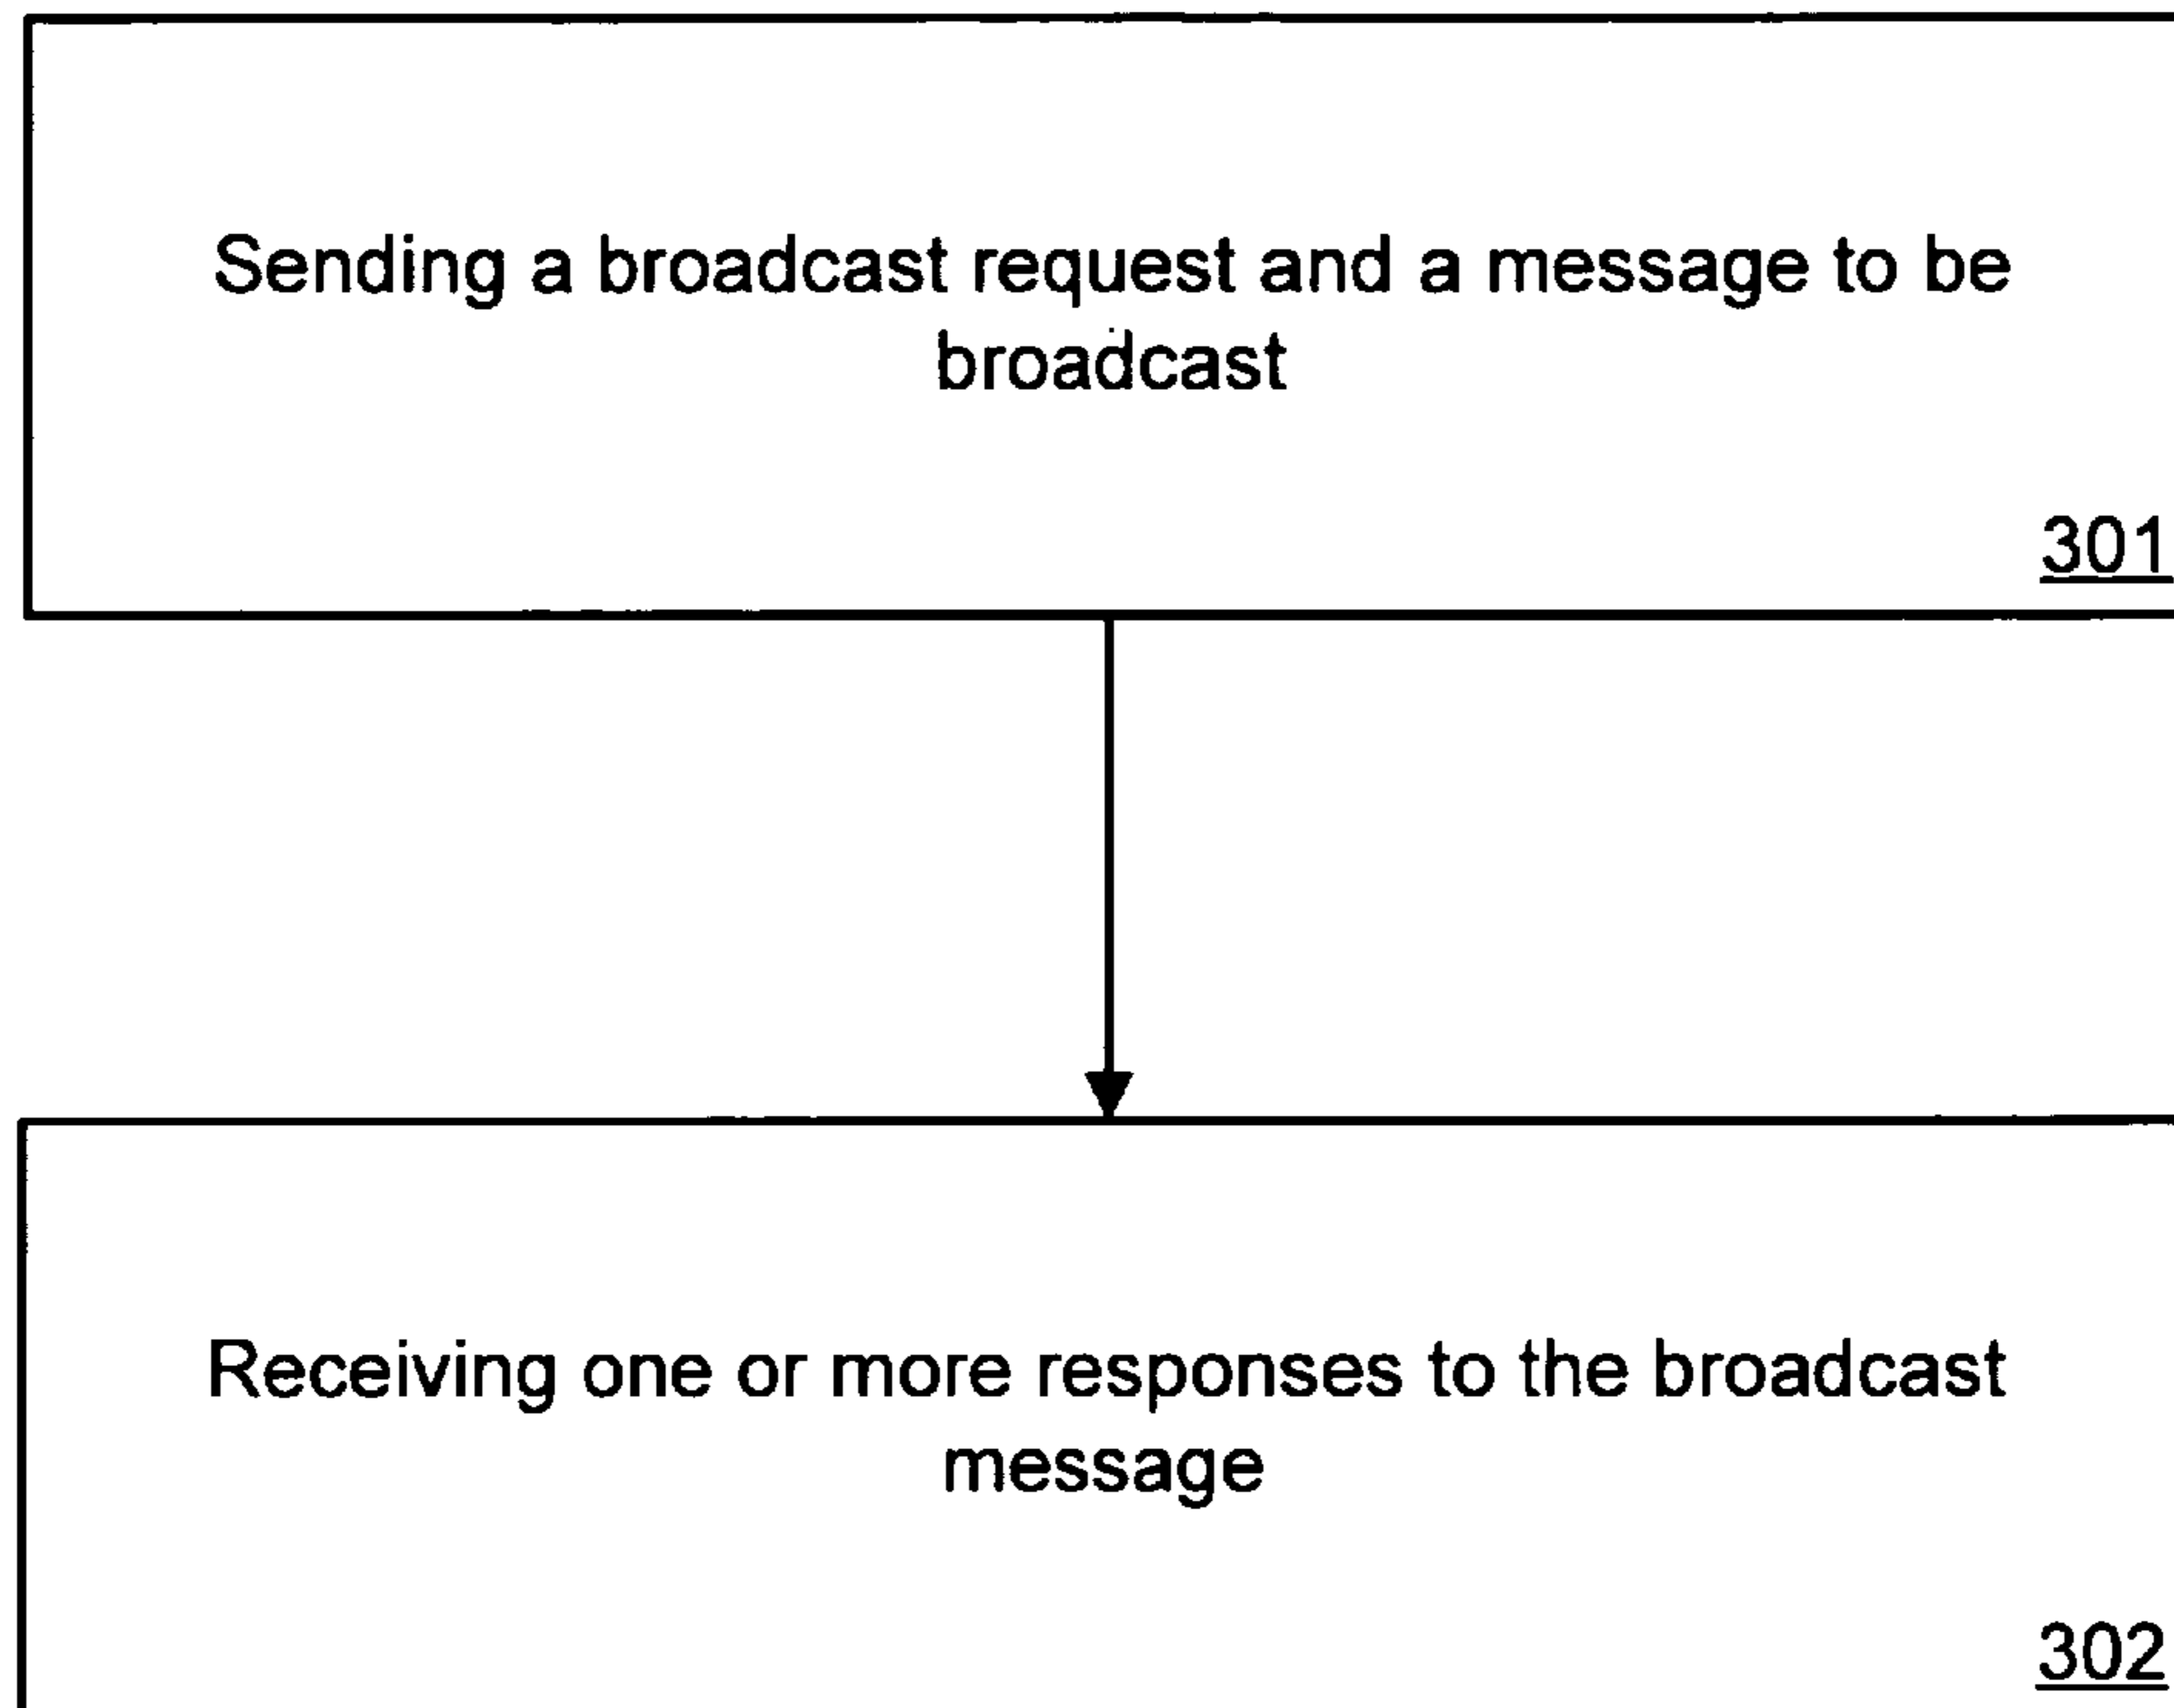 Sending a broadcast request and a message to be
broadcast
301
Receiving one or more responses to the broadcast
message
302